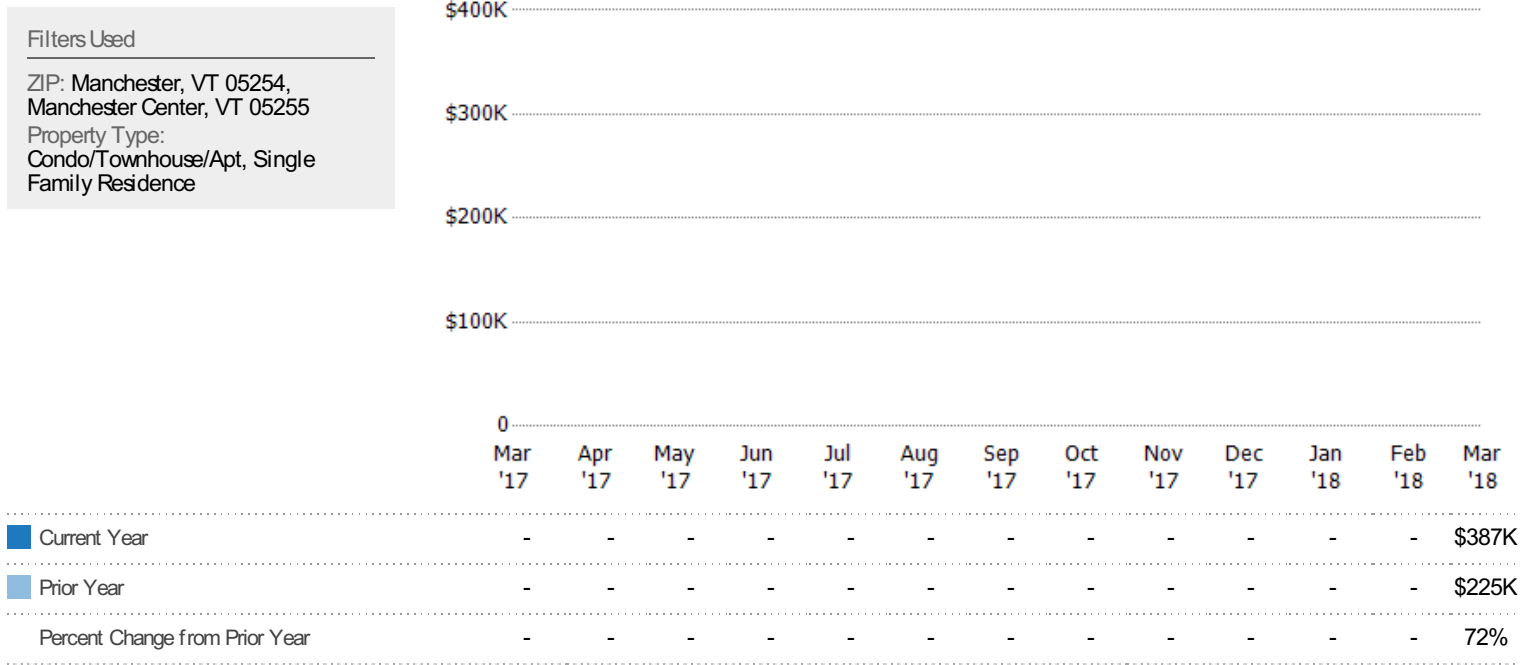 Filters Used
ZIP: Manchester, VT 05254,
Manchester Center, VT 05255
Property Type:
Condo/Townhouse/Apt, Single
Family Residence
$400K
$300K
$200K
$100K
0
Mar Apr May Jun Jul Aug Sep Oct Nov Dec Jan Feb Mar
'17 '17 '17 '17 '17 '17 '17 '17 '17 '17 '18 '18 '18
Current Year - - - - - - - - - - - - $387K
Prior Year - - - - - - - - - - - - $225K
Percent Change from Prior Year - - - - - - - - - - - - 72%